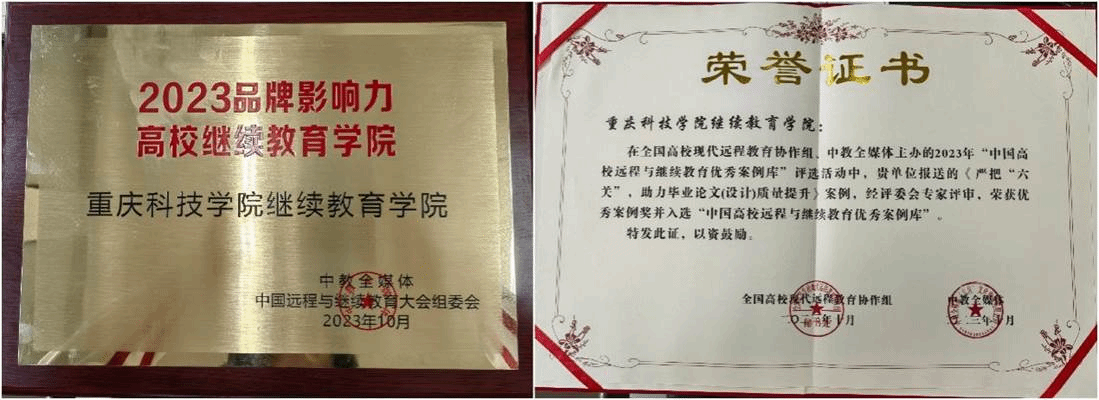 2023品牌影响力
高校继续教育学院
重庆科技学院继续教育学院
中教全媒体
中国远程与继续教育大会组委会
2023年10月
荣誉证书
重庆科技学院继续教育学院：
在全国高校现代远程教育协作组、中教全媒体主办的2023年“中国高
校远程与继续教育优秀案例库”评选活动中，贵单位报送的《严把“六
关”，助力毕业论文(设计)质量提升》案例，经评委会专家评审，荣获优
秀案例奖并入选“中国高校远程与继续教育优秀案例库”。
特发此证，以资鼓励。
全国高校现代远程教育协作组
中教全媒体